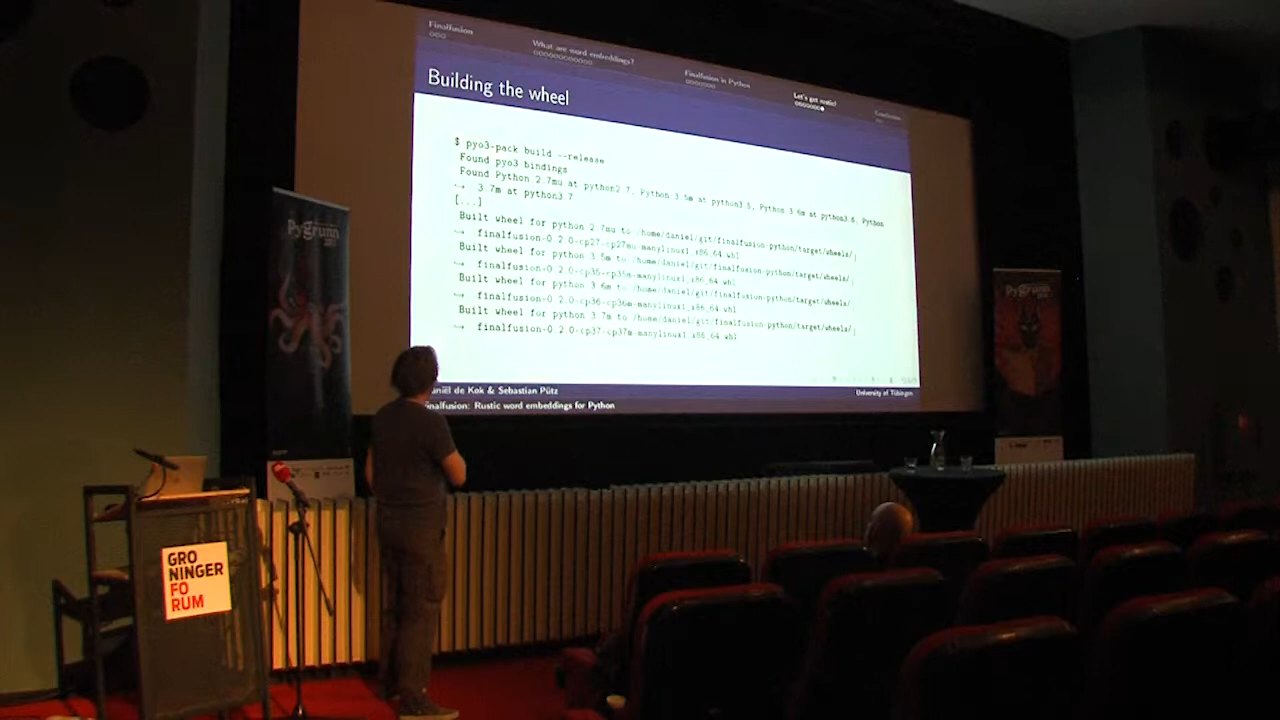 Finalfusion
What are word embeddings?
Finalfusion in Python
Let's get rustic!
Conclusion
Building the wheel
$ pyo3-pack build --release
Found pyo3 bindings
Found Python 2.7mu at python2.7, Python 3.5m at python3.5, Python 3.6m at python3.6, Python
↪ 3.7m at python3.7
[...]
Built wheel for python 2.7mu to /home/daniel/git/finalfusion-python/target/wheels/
↪ finalfusion-0.2.0-cp27-cp27mu-manylinux1_x86_64.whl
Built wheel for python 3.5m to /home/daniel/git/finalfusion-python/target/wheels/
↪ finalfusion-0.2.0-cp35-cp35m-manylinux1_x86_64.whl
Built wheel for python 3.6m to /home/daniel/git/finalfusion-python/target/wheels/
↪ finalfusion-0.2.0-cp36-cp36m-manylinux1_x86_64.whl
Built wheel for python 3.7m to /home/daniel/git/finalfusion-python/target/wheels/
↪ finalfusion-0.2.0-cp37-cp37m-manylinux1_x86_64.whl
niël de Kok & Sebastian Pütz
University of Tübingen
inalfusion: Rustic word embeddings for Python
PyGrunn
PyGrunn
GRO
NINGER
FO
RUM